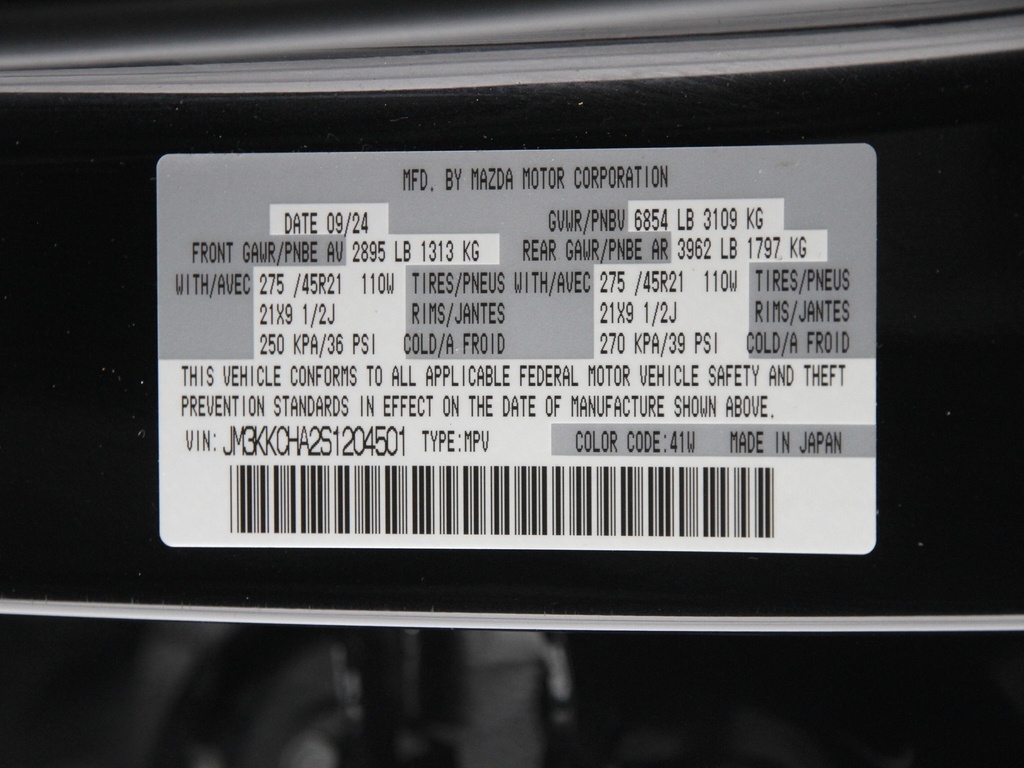 MFD. BY MAZDA MOTOR CORPORATION
DATE 09/24 GVWR/PNBV 6854 LB 3109 KG
FRONT GAWR/PNBE AV 2895 LB 1313 KG REAR GAWR/PNBE AR 3962 LB 1797 KG
WITH/AVEC 275 /45R21 110W TIRES/PNEUS WITH/AVEC 275 /45R21 110W TIRES/PNEUS
21X9 1/2J RIMS/JANTES 21X9 1/2J RIMS/JANTES
250 KPA/36 PSI COLD/A FROID 270 KPA/39 PSI COLD/A FROID
THIS VEHICLE CONFORMS TO ALL APPLICABLE FEDERAL MOTOR VEHICLE SAFETY AND THEFT
PREVENTION STANDARDS IN EFFECT ON THE DATE OF MANUFACTURE SHOWN ABOVE.
VIN: JM3KKCHA2S1204501 TYPE:MPV COLOR CODE:41W MADE IN JAPAN